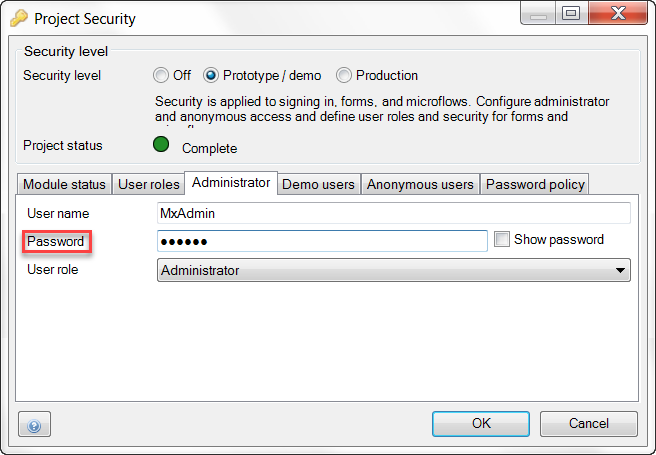 Project Security
Security level
Security level
Off
Prototype / demo
Production
Security is applied to signing in, forms, and microflows. Configure administrator
and anonymous access and define user roles and security for forms and
Project status
Complete
Module status
User roles
Administrator
Demo users
Anonymous users
Password policy
User name
MxAdmin
Password
●●●●●●
Show password
User role
Administrator
?
OK
Cancel